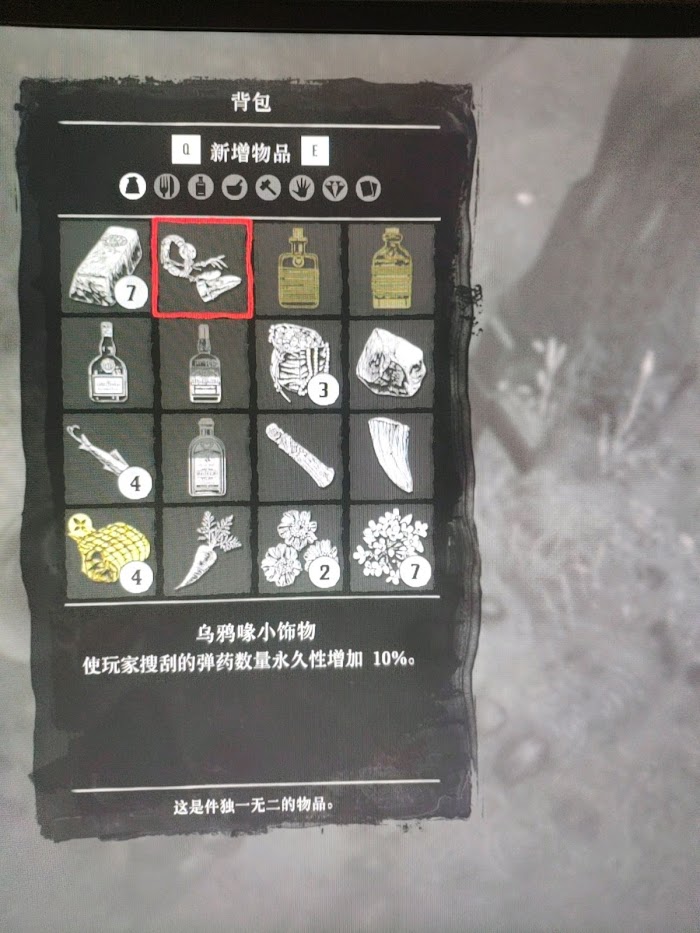 背包
Q 新增物品 E
7
3
4
4 2 7
乌鸦喙小饰物
使玩家搜刮的弹药数量永久性增加 10%。
这是件独一无二的物品。